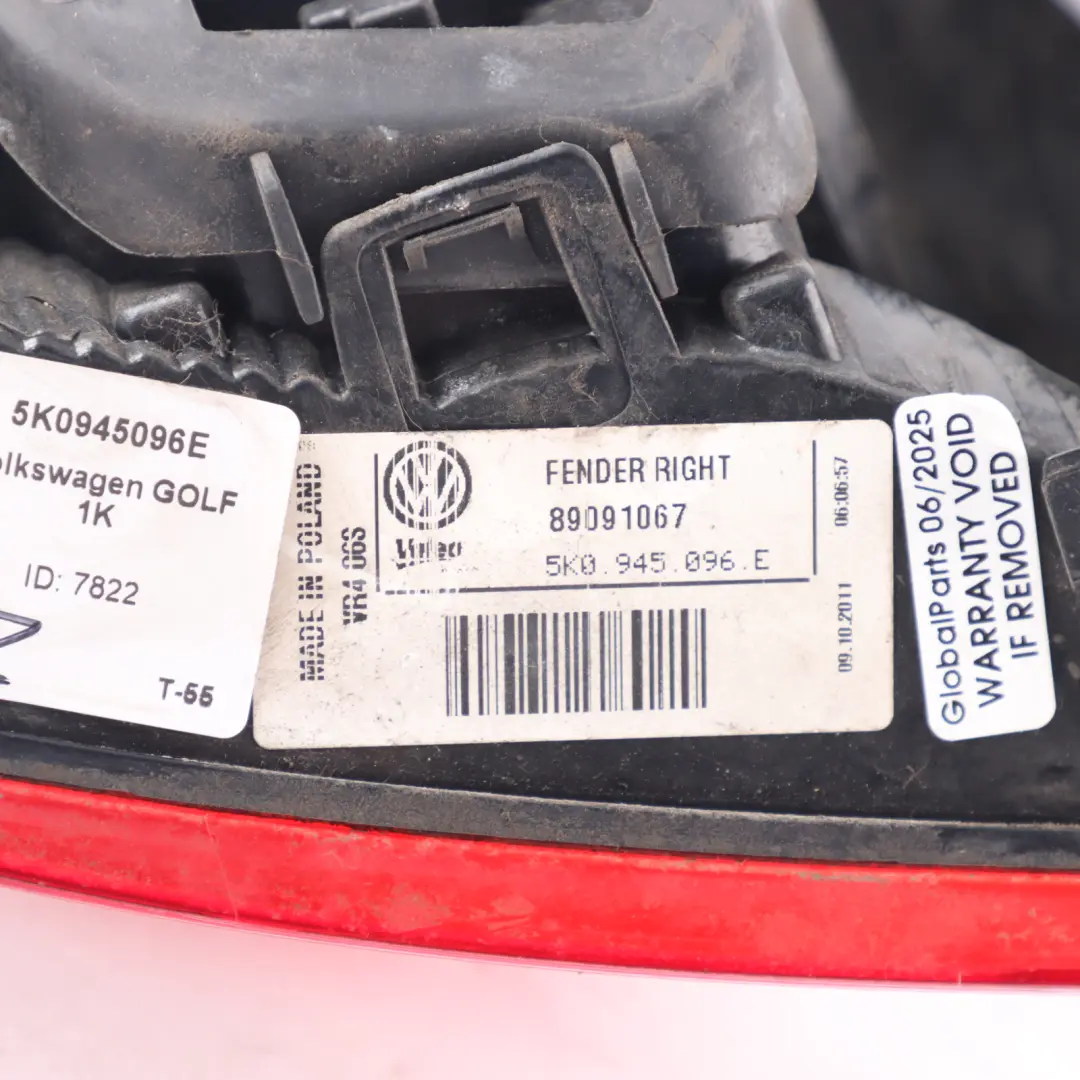 5K0945096E
olkswagen GOLF
1K
ID: 7822
T-55
MADE IN POLAND
VR4 06S
Valeo
FENDER RIGHT
89091067
5K0.945.096.E
06:06:57
09.10.2011
GlobalParts 06/2025
WARRANTY VOID
IF REMOVED